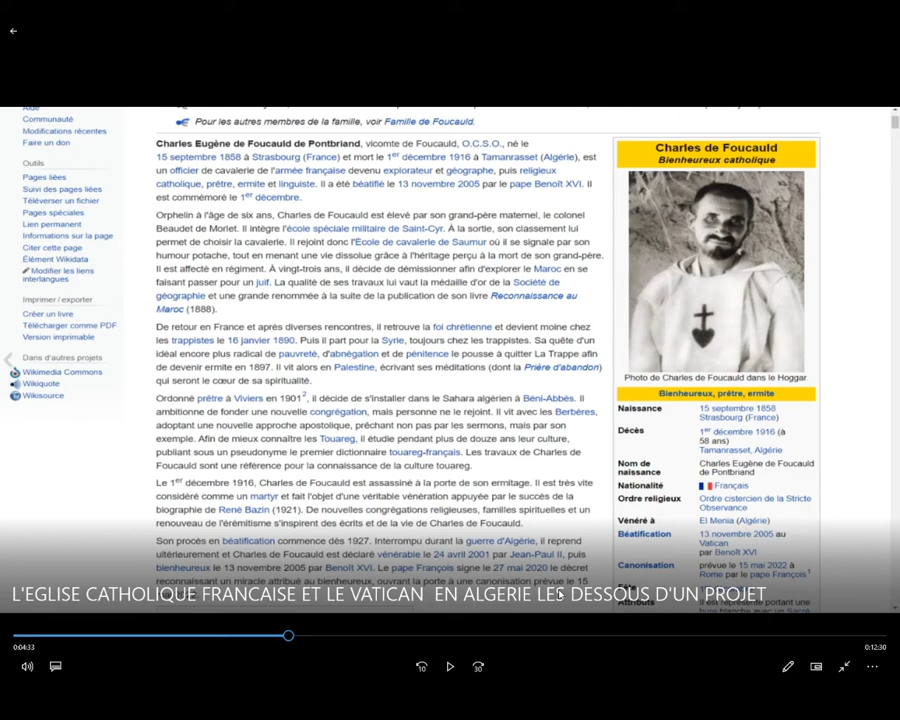 Aide
Communauté
Modifications récentes
Faire un don
Outils
Pages liées
Suivi des pages liées
Téléverser un fichier
Pages spéciales
Lien permanent
Informations sur la page
Citer cette page
Élément Wikidata
Modifier les liens
interlangues
Imprimer / exporter
Créer un livre
Télécharger comme PDF
Version imprimable
Dans d'autres projets
Wikimedia Commons
Wikiquote
Wikisource
Pour les autres membres de la famille, voir Famille de Foucauld.
Charles Eugène de Foucauld de Pontbriand, vicomte de Foucauld, O.C.S.O., né le
15 septembre 1858 à Strasbourg (France) et mort le 1er décembre 1916 à Tamanrasset (Algérie), est
un officier de cavalerie de l'armée française devenu explorateur et géographe, puis religieux
catholique, prêtre, ermite et linguiste. Il a été béatifié le 13 novembre 2005 par le pape Benoît XVI. Il
est commémoré le 1er décembre.
Orphelin à l'âge de six ans, Charles de Foucauld est élevé par son grand-père maternel, le colonel
Beaudet de Morlet. Il intègre l'école spéciale militaire de Saint-Cyr. À la sortie, son classement lui
permet de choisir la cavalerie. Il rejoint donc l'École de cavalerie de Saumur où il se signale par son
humour potache, tout en menant une vie dissolue grâce à l'héritage perçu à la mort de son grand-père.
Il est affecté en régiment. À vingt-trois ans, il décide de démissionner afin d'explorer le Maroc en se
faisant passer pour un juif. La qualité de ses travaux lui vaut la médaille d'or de la Société de
géographie et une grande renommée à la suite de la publication de son livre Reconnaissance au
Maroc (1888).
De retour en France et après diverses rencontres, il retrouve la foi chrétienne et devient moine chez
les trappistes le 16 janvier 1890. Puis il part pour la Syrie, toujours chez les trappistes. Sa quête d'un
idéal encore plus radical de pauvreté, d'abnégation et de pénitence le pousse à quitter La Trappe afin
de devenir ermite en 1897. Il vit alors en Palestine, écrivant ses méditations (dont la Prière d'abandon)
qui seront le cœur de sa spiritualité.
Ordonné prêtre à Viviers en 19012, il décide de s'installer dans le Sahara algérien à Béni-Abbès. Il
ambitionne de fonder une nouvelle congrégation, mais personne ne le rejoint. Il vit avec les Berbères,
adoptant une nouvelle approche apostolique, prêchant non pas par les sermons, mais par son
exemple. Afin de mieux connaître les Touareg, il étudie pendant plus de douze ans leur culture,
publiant sous un pseudonyme le premier dictionnaire touareg-français. Les travaux de Charles de
Foucauld sont une référence pour la connaissance de la culture touareg.
Le 1er décembre 1916, Charles de Foucauld est assassiné à la porte de son ermitage. Il est très vite
considéré comme un martyr et fait l'objet d'une véritable vénération appuyée par le succès de la
biographie de René Bazin (1921). De nouvelles congrégations religieuses, familles spirituelles et un
renouveau de l'érémitisme s'inspirent des écrits et de la vie de Charles de Foucauld.
Son procès en béatification commence dès 1927. Interrompu durant la guerre d'Algérie, il reprend
ultérieurement et Charles de Foucauld est déclaré vénérable le 24 avril 2001 par Jean-Paul II, puis
bienheureux le 13 novembre 2005 par Benoît XVI. Le pape François signe le 27 mai 2020 le décret
reconnaissant un miracle attribué au bienheureux, ouvrant la porte à une canonisation prévue le 15
Charles de Foucauld
Bienheureux catholique
Photo de Charles de Foucauld dans le Hoggar.
Bienheureux, prêtre, ermite
Naissance 15 septembre 1858
Strasbourg (France)
Décès 1er décembre 1916 (à
58 ans)
Tamanrasset, Algérie
Nom de naissance Charles Eugène de Foucauld
de Pontbriand
Nationalité Français
Ordre religieux Ordre cistercien de la Stricte
Observance
Vénéré à El Menia (Algérie)
Béatification 13 novembre 2005 au
Vatican
par Benoît XVI
Canonisation prévue le 15 mai 2022 à
Rome par le pape François1
Fête
Attributs Il est représenté portant une
L'EGLISE CATHOLIQUE FRANCAISE ET LE VATICAN EN ALGERIE LES DESSOUS D'UN PROJET
0:04:33
0:12:30
10
30